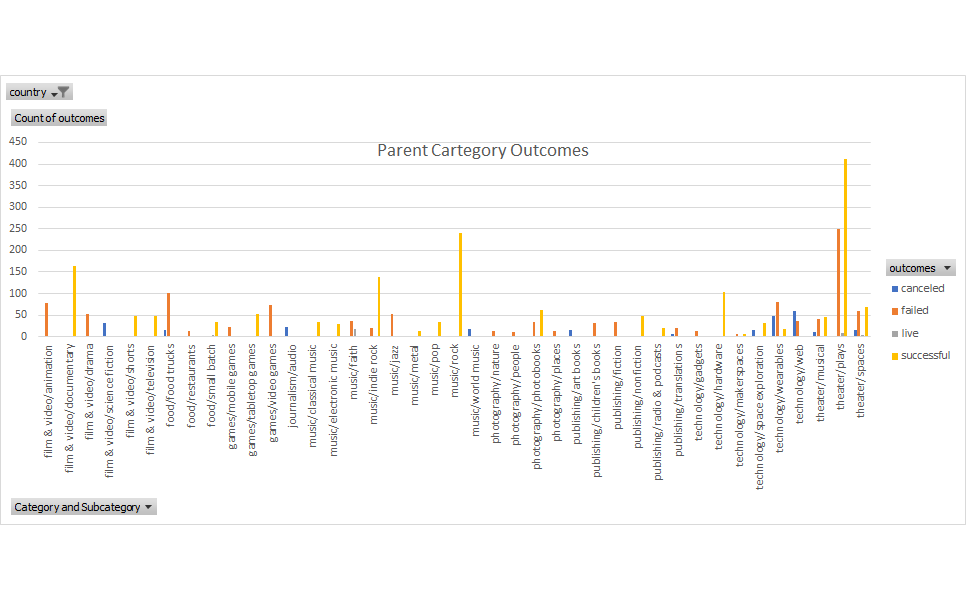 country
Count of outcomes
Parent Cartegory Outcomes
450
400
350
300
250
200
150
100
50
0
film & video/animation
film & video/documentary
film & video/drama
film & video/science fiction
film & video/shorts
film & video/television
food/food trucks
food/restaurants
food/small batch
games/mobile games
games/tabletop games
games/video games
journalism/audio
music/classical music
music/electronic music
music/faith
music/indie rock
music/jazz
music/metal
music/pop
music/rock
music/world music
photography/nature
photography/people
photography/photobooks
photography/places
publishing/art books
publishing/children's books
publishing/fiction
publishing/nonfiction
publishing/radio & podcasts
publishing/translations
technology/gadgets
technology/hardware
technology/makerspaces
technology/space exploration
technology/wearables
technology/web
theater/musical
theater/plays
theater/spaces
outcomes
canceled
failed
live
successful
Category and Subcategory